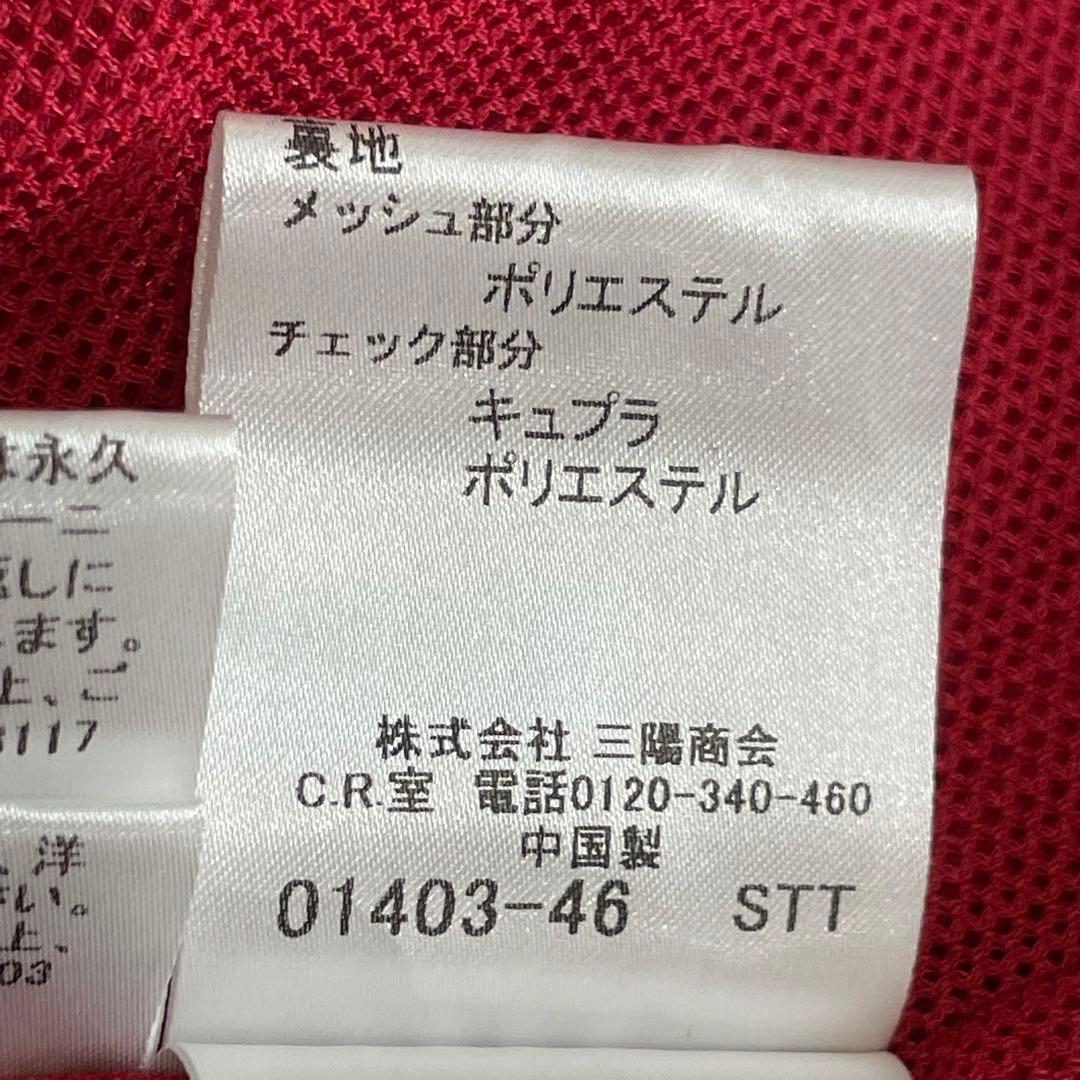 裏地
メッシュ部分
ポリエステル
チェック部分
キュプラ
ポリエステル
株式会社 三陽商会
C.R.室 電話0120-340-460
中国製
01403-46 STT
永久
ーニ
しに
ます。
上、ご
117
、洋
さい。
上、
03